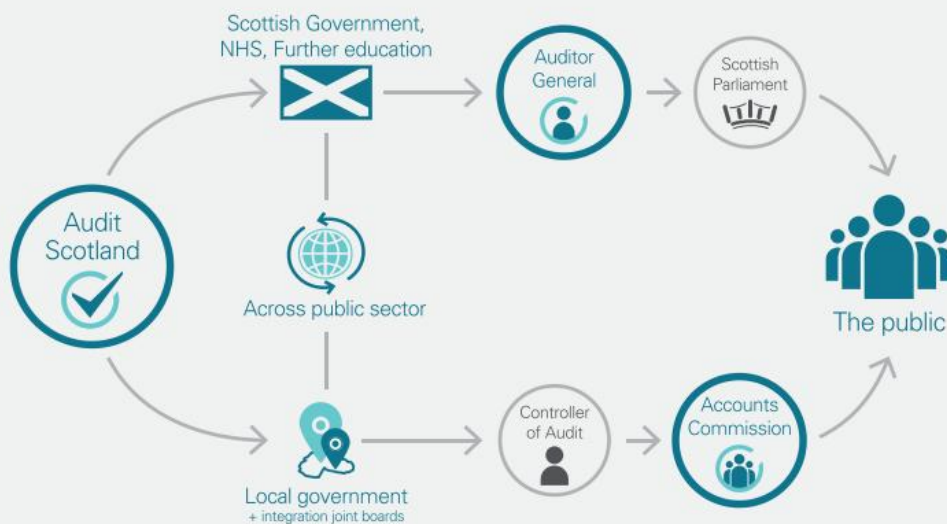 Scottish Government,
NHS, Further education
Auditor
General
Scottish
Parliament
Audit
Scotland
Across public sector
The public
Local government
+ integration joint boards
Controller
of Audit
Accounts
Commission